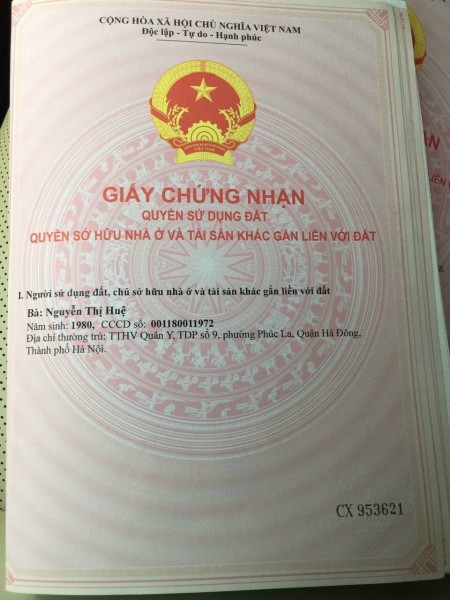 CỘNG HÒA XÃ HỘI CHỦ NGHĨA VIỆT NAM
Độc lập - Tự do - Hạnh phúc
VIỆT NAM
GIẤY CHỨNG NHẬN
QUYỀN SỬ DỤNG ĐẤT
QUYỀN SỞ HỮU NHÀ Ở VÀ TÀI SẢN KHÁC GẮN LIỀN VỚI ĐẤT
I. Người sử dụng đất, chủ sở hữu nhà ở và tài sản khác gắn liền với đất
Bà: Nguyễn Thị Huệ
Năm sinh: 1980, CCCD số: 001180011972
Địa chỉ thường trú: TTHV Quân Y, TDP số 9, phường Phúc La, Quận Hà Đông,
Thành phố Hà Nội.
CX 953621